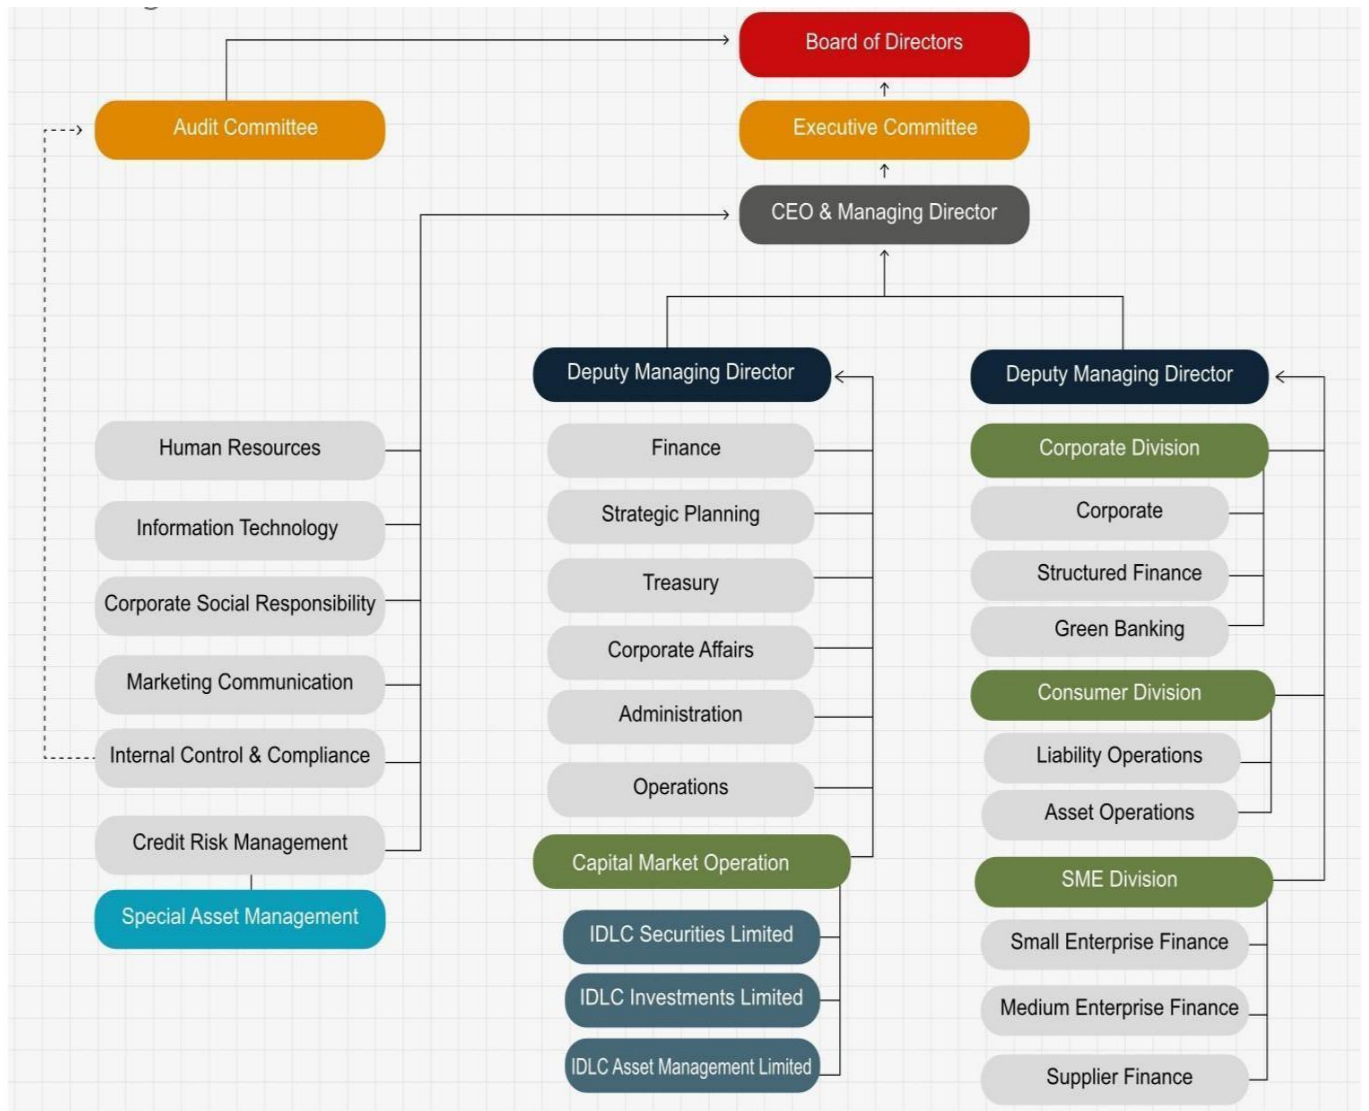 Board of Directors
Audit Committee
Executive Committee
CEO & Managing Director
Deputy Managing Director
Deputy Managing Director
Human Resources
Information Technology
Corporate Social Responsibility
Marketing Communication
Internal Control & Compliance
Credit Risk Management
Special Asset Management
Finance
Strategic Planning
Treasury
Corporate Affairs
Administration
Operations
Capital Market Operation
IDLC Securities Limited
IDLC Investments Limited
IDLC Asset Management Limited
Corporate Division
Corporate
Structured Finance
Green Banking
Consumer Division
Liability Operations
Asset Operations
SME Division
Small Enterprise Finance
Medium Enterprise Finance
Supplier Finance